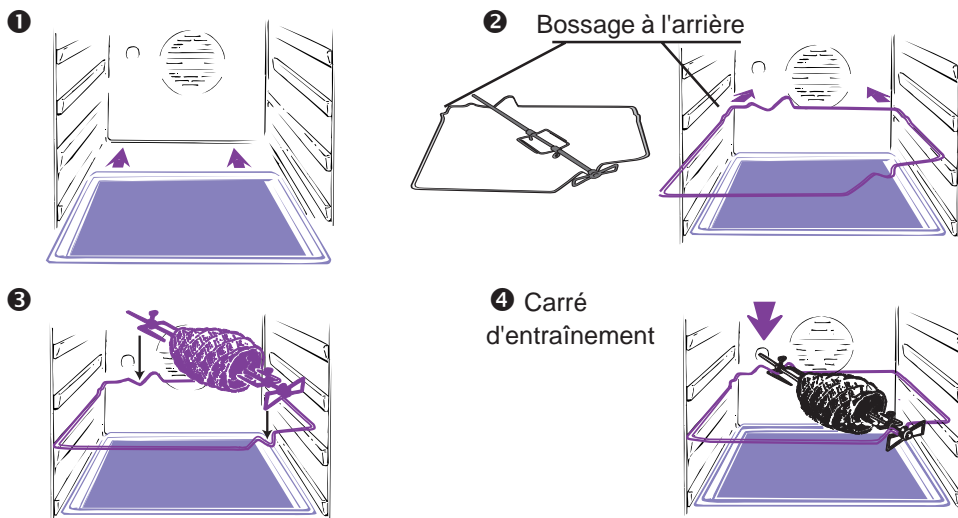 ❶
❷ Bossage à l'arrière
❸
❹ Carré
d'entraînement